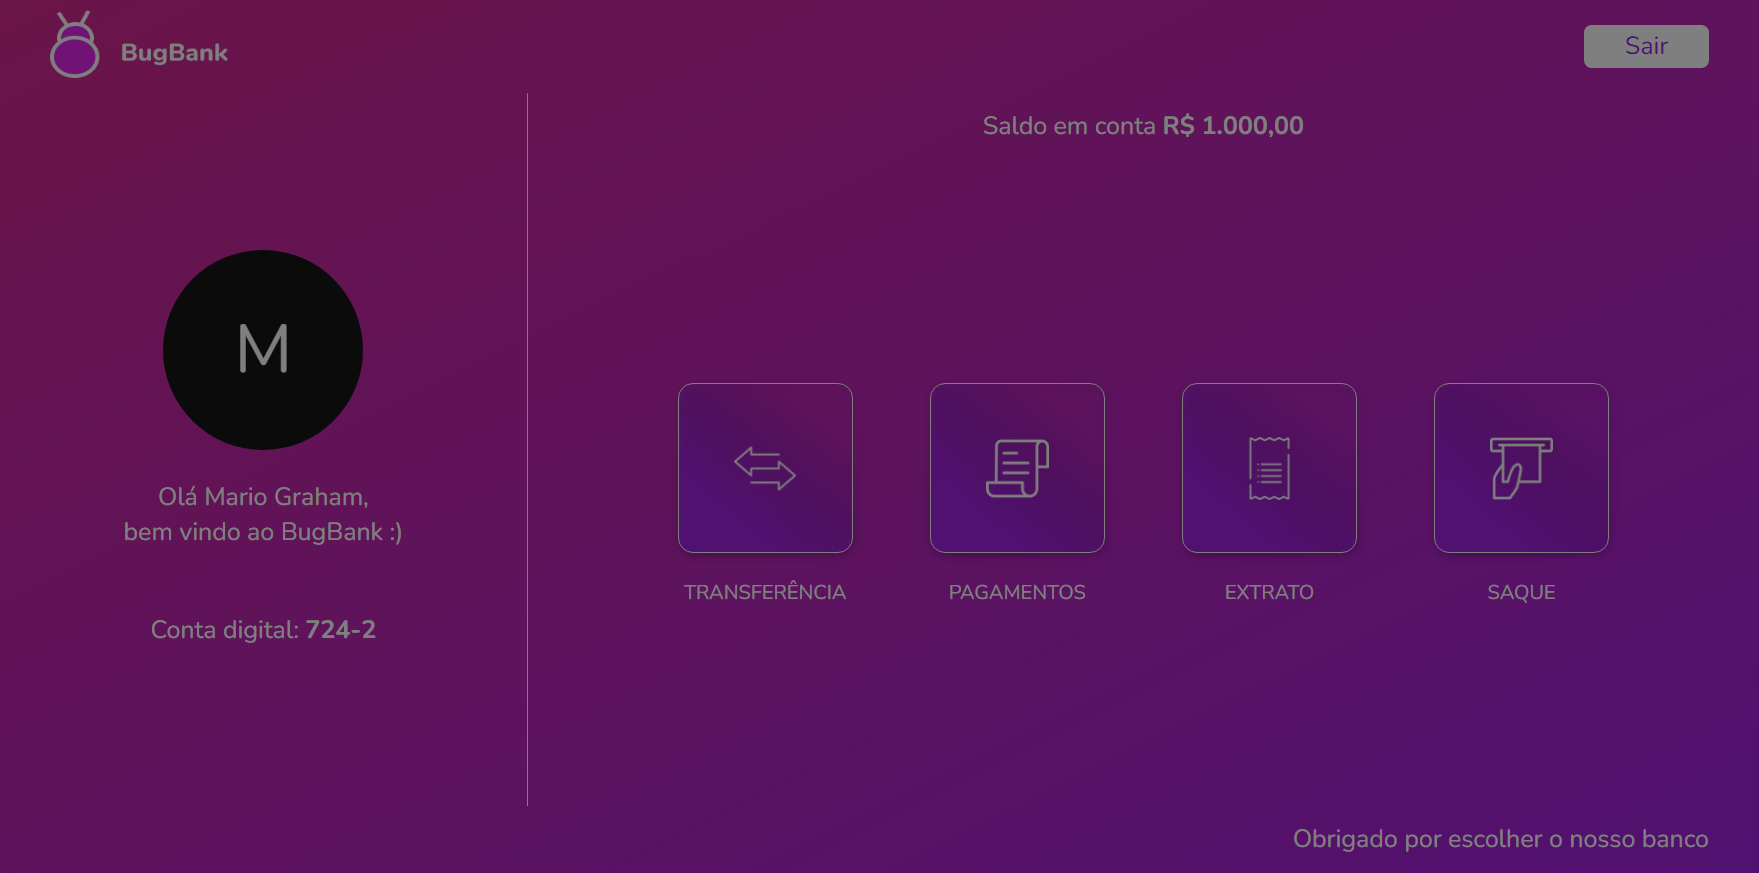 BugBank
Sair
Saldo em conta R$ 1.000,00
M
Olá Mario Graham,
bem vindo ao BugBank :)
Conta digital: 724-2
TRANSFERÊNCIA
PAGAMENTOS
EXTRATO
SAQUE
Obrigado por escolher o nosso banco